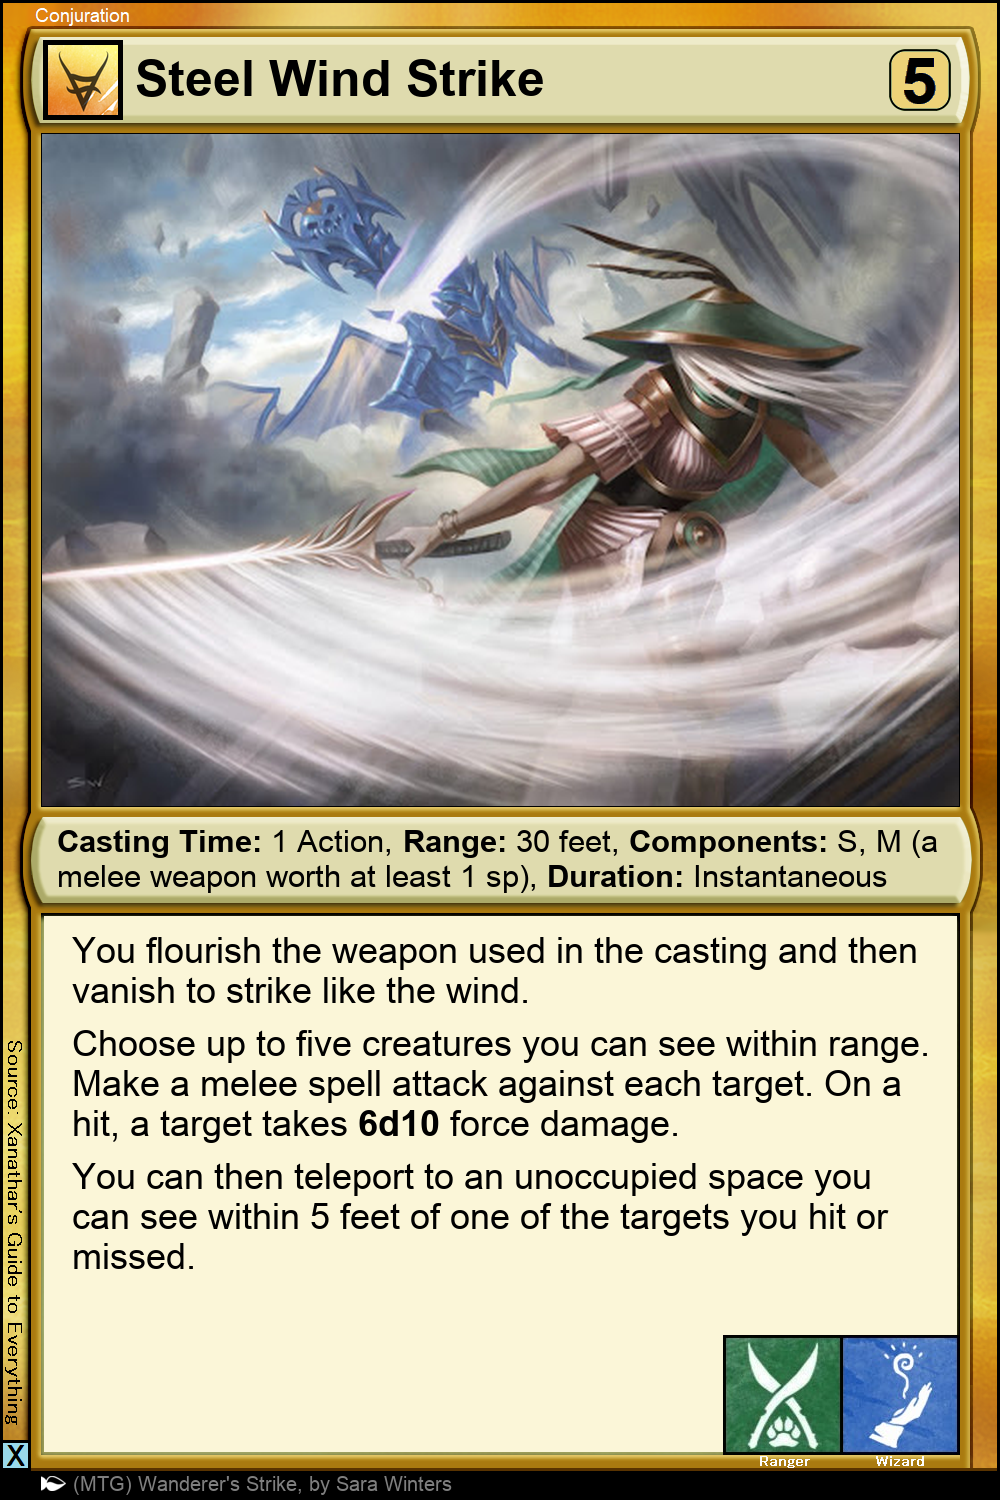 Conjuration
Steel Wind Strike
5
SW
Casting Time: 1 Action, Range: 30 feet, Components: S, M (a
melee weapon worth at least 1 sp), Duration: Instantaneous
You flourish the weapon used in the casting and then
vanish to strike like the wind.
Choose up to five creatures you can see within range.
Make a melee spell attack against each target. On a
hit, a target takes 6d10 force damage.
You can then teleport to an unoccupied space you
can see within 5 feet of one of the targets you hit or
missed.
Source: Xanathar's Guide to Everything
X
Ranger
Wizard
(MTG) Wanderer's Strike, by Sara Winters